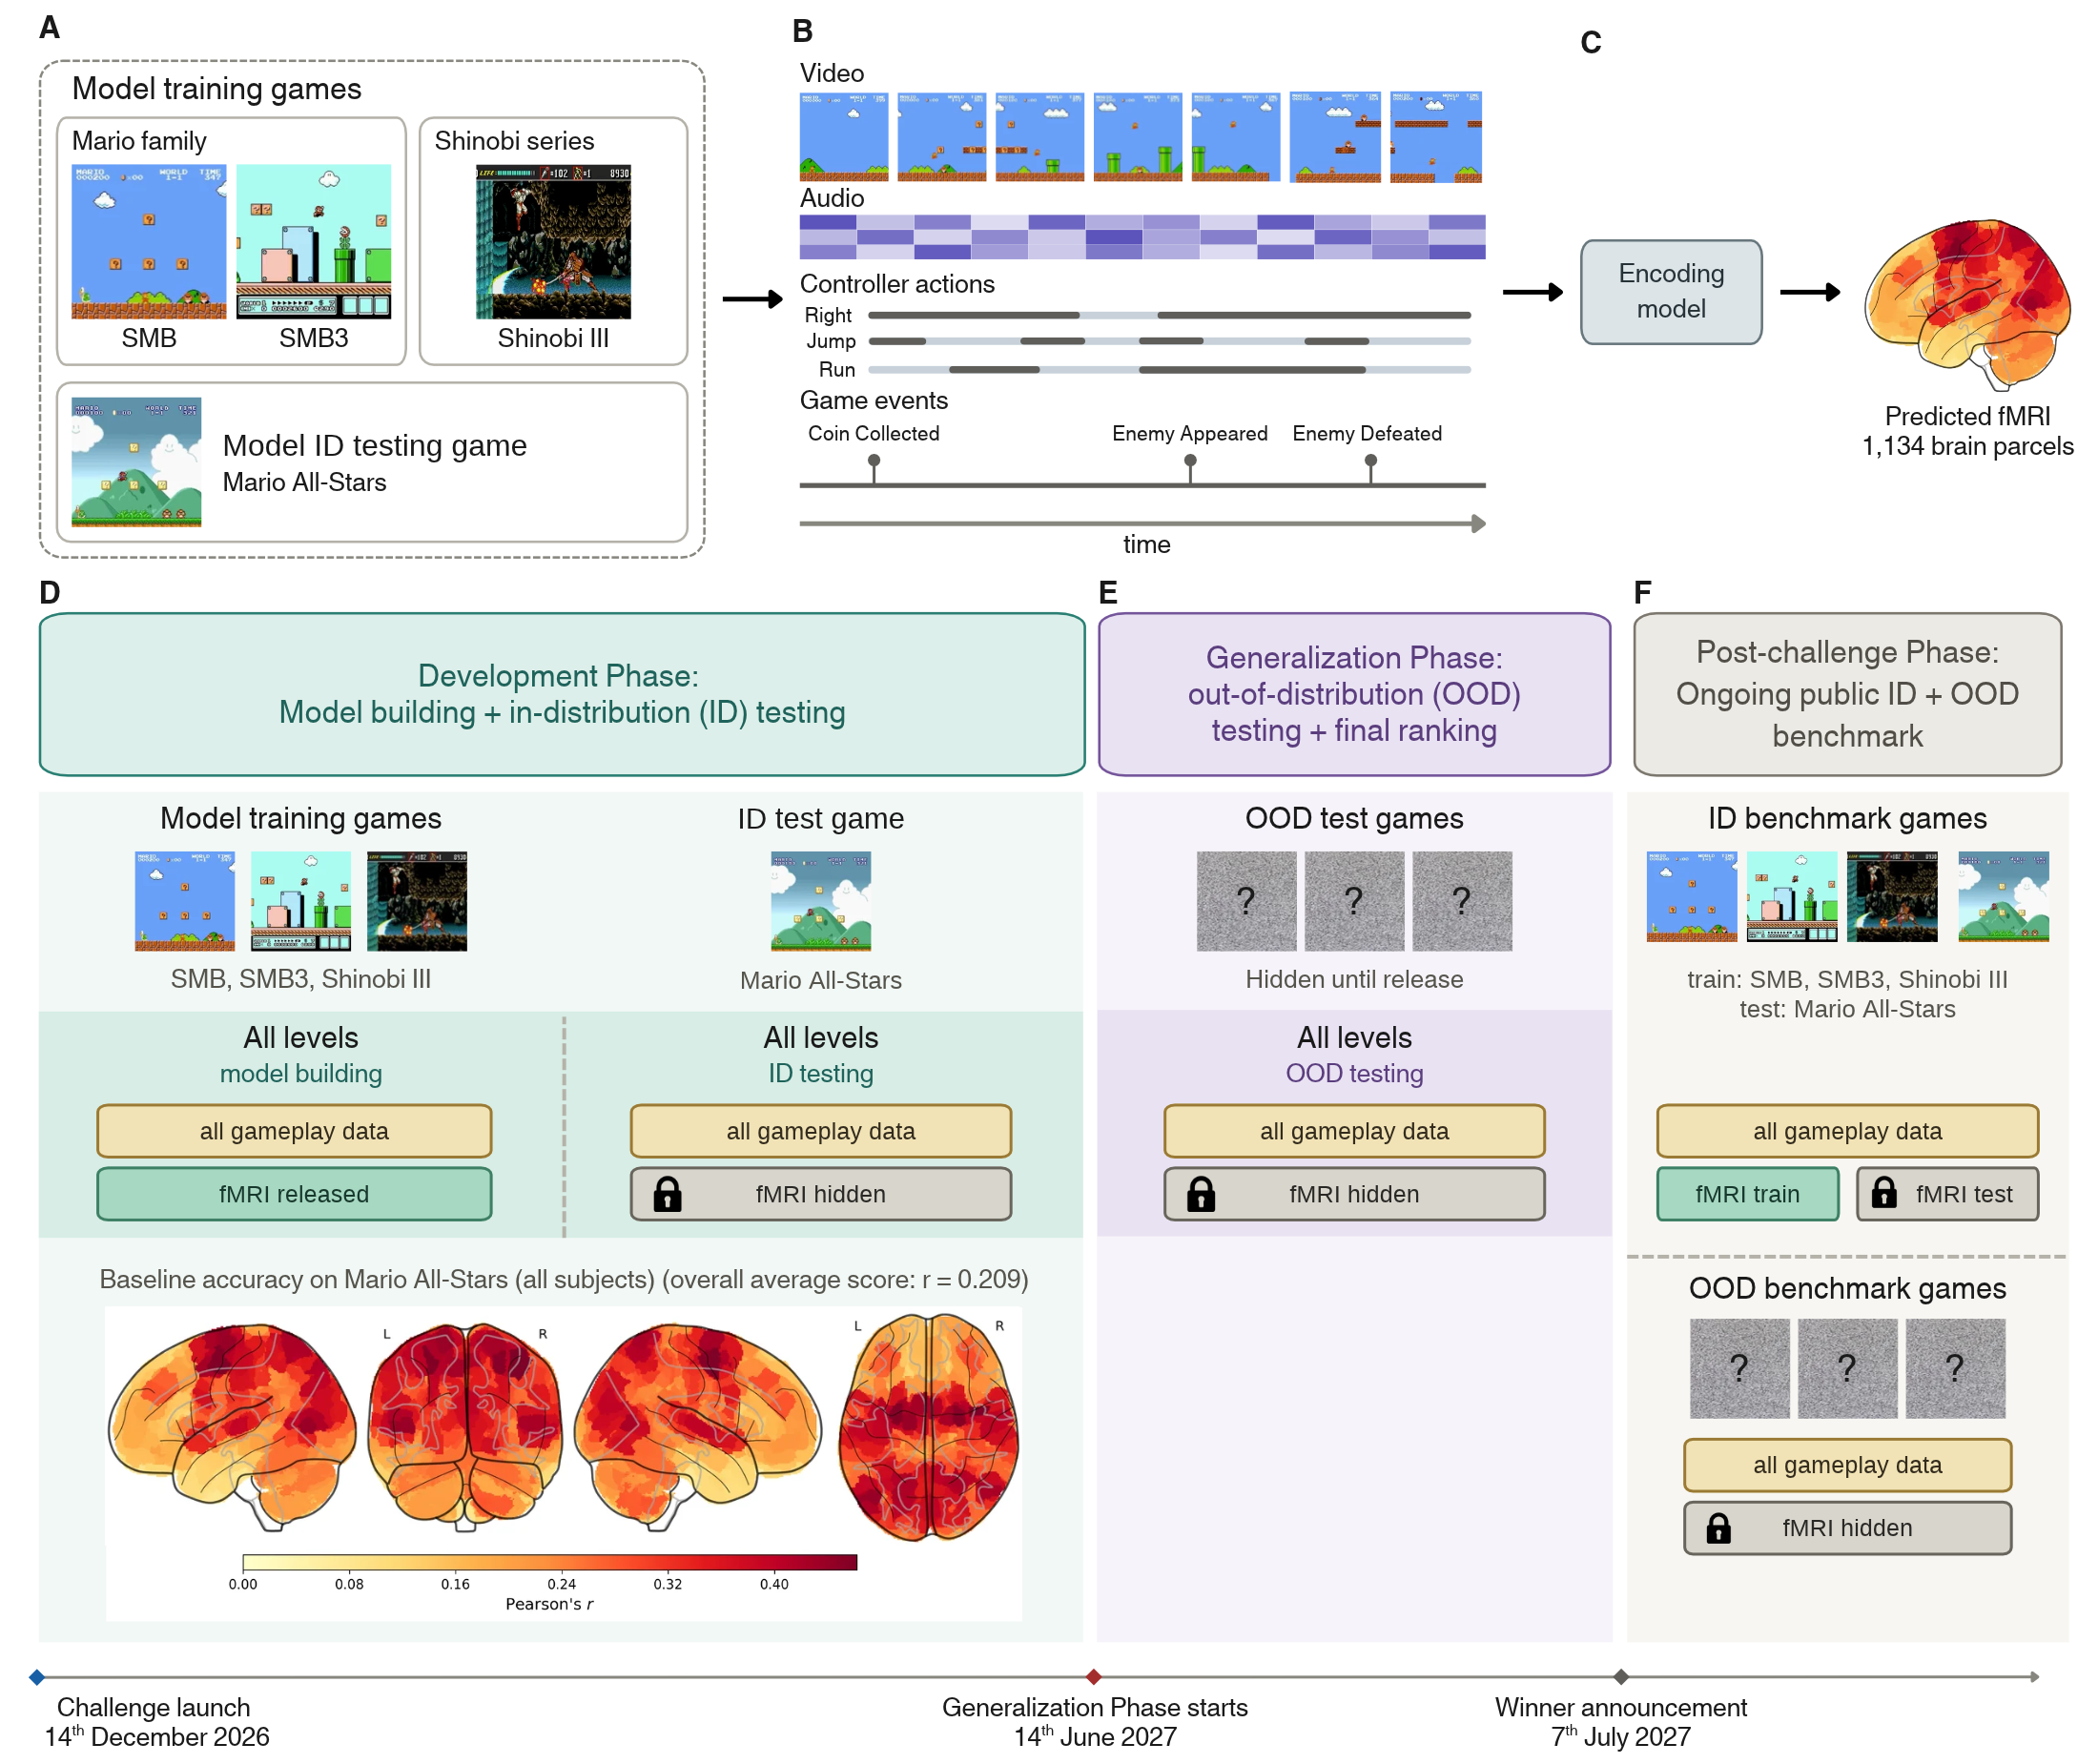 A
Model training games
Mario family
Shinobi series
MARIO WORLD TIME
000200 ×00 1-1 347
SMB
SMB3
Shinobi III
Model ID testing game
Mario All-Stars
B
Video
Audio
Controller actions
Right
Jump
Run
Game events
Coin Collected
Enemy Appeared
Enemy Defeated
time
C
Encoding
model
Predicted fMRI
1,134 brain parcels
D
Development Phase:
Model building + in-distribution (ID) testing
E
Generalization Phase:
out-of-distribution (OOD)
testing + final ranking
F
Post-challenge Phase:
Ongoing public ID + OOD
benchmark
Model training games
SMB, SMB3, Shinobi III
ID test game
Mario All-Stars
All levels
model building
all gameplay data
fMRI released
All levels
ID testing
all gameplay data
fMRI hidden
Baseline accuracy on Mario All-Stars (all subjects) (overall average score: r = 0.209)
L R
L R
0.00 0.08 0.16 0.24 0.32 0.40
Pearson's r
OOD test games
? ? ?
Hidden until release
All levels
OOD testing
all gameplay data
fMRI hidden
ID benchmark games
train: SMB, SMB3, Shinobi III
test: Mario All-Stars
all gameplay data
fMRI train
fMRI test
OOD benchmark games
? ? ?
all gameplay data
fMRI hidden
Challenge launch
14th December 2026
Generalization Phase starts
14th June 2027
Winner announcement
7th July 2027